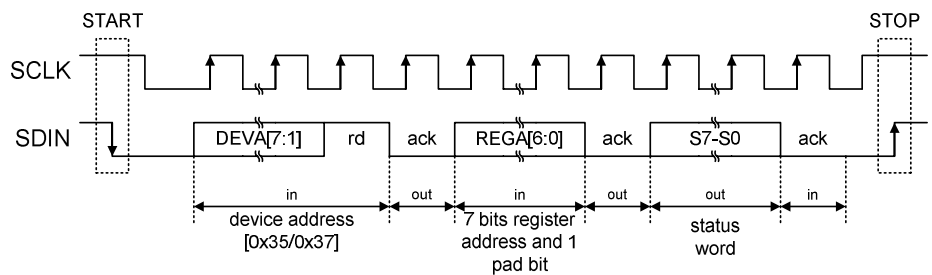 START
STOP
SCLK
SDIN
DEVA[7:1]
rd
ack
REGA[6:0]
ack
S7-S0
ack
in
out
in
out
out
in
device address
[0x35/0x37]
7 bits register
address and 1
pad bit
status
word